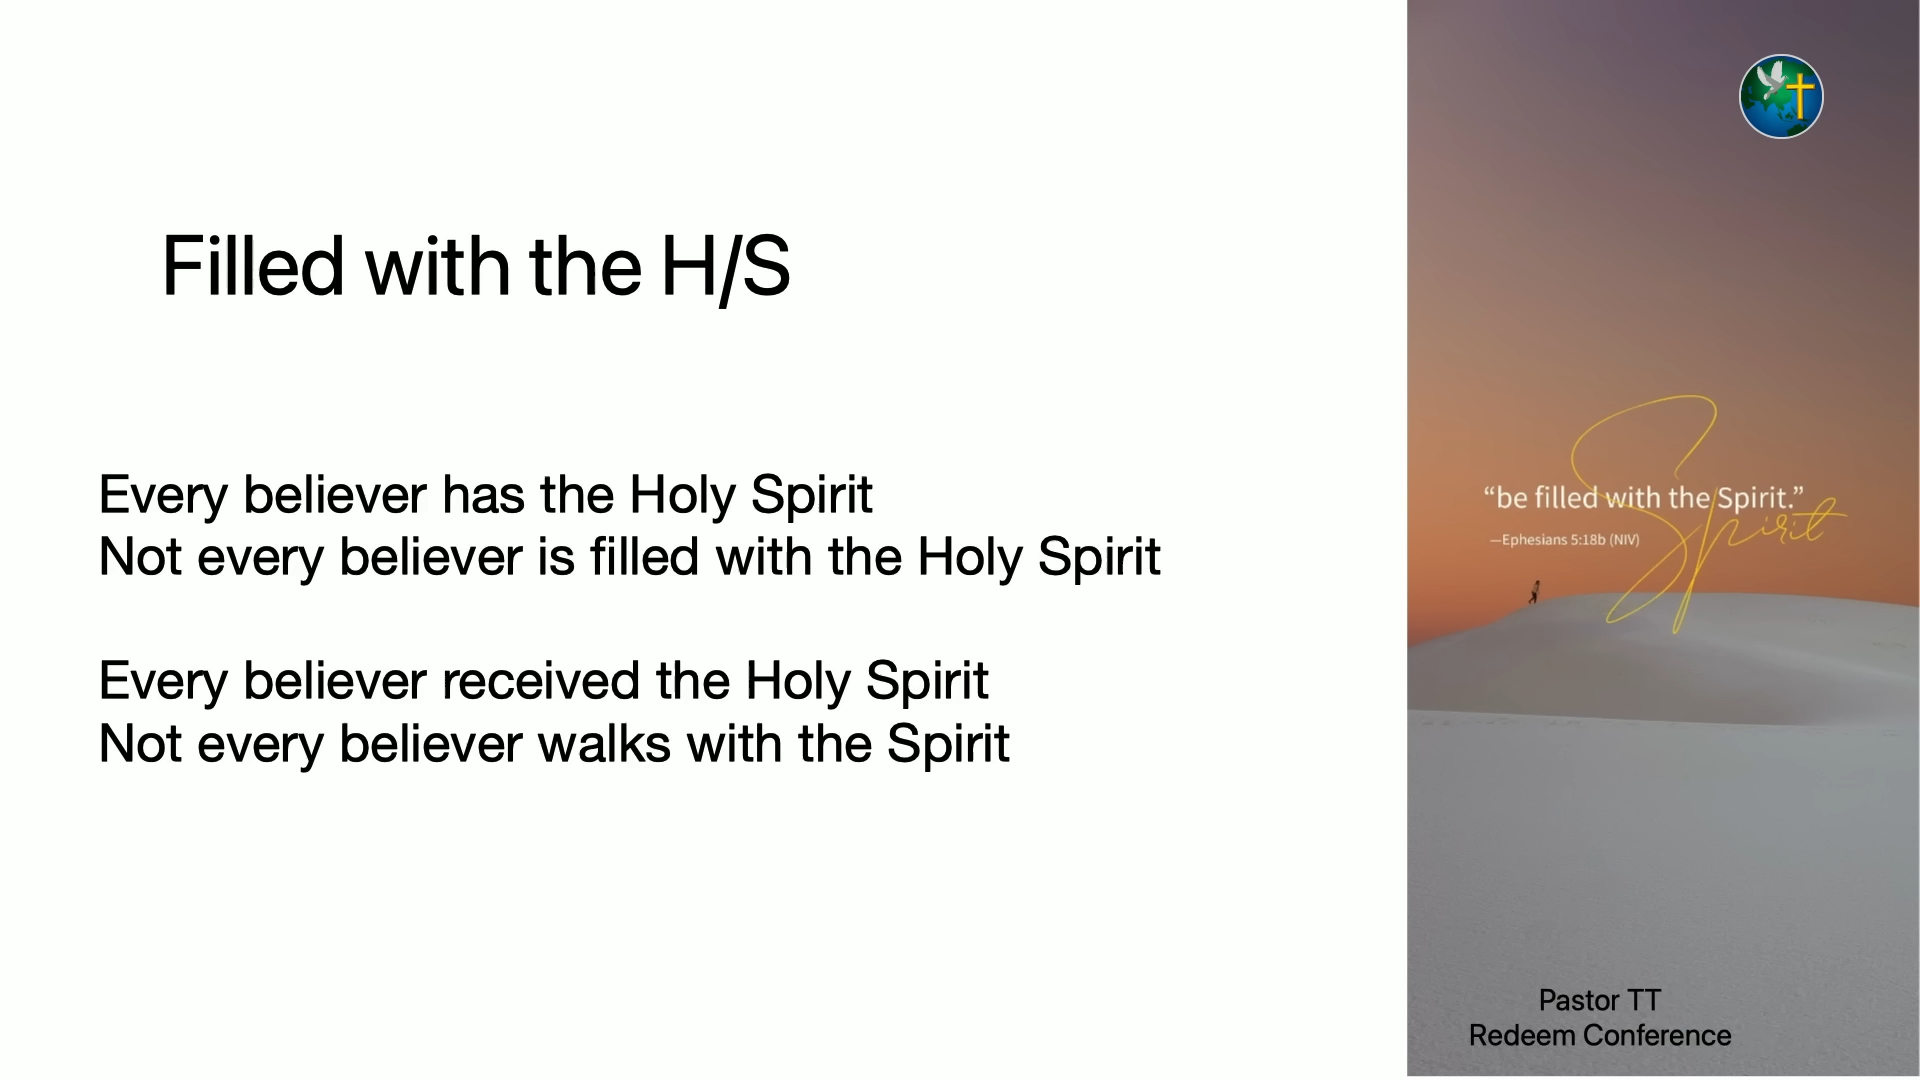 Filled with the H/S
Every believer has the Holy Spirit
Not every believer is filled with the Holy Spirit
Every believer received the Holy Spirit
Not every believer walks with the Spirit
“be filled with the Spirit.”
Spirit
—Ephesians 5:18b (NIV)
Pastor TT
Redeem Conference